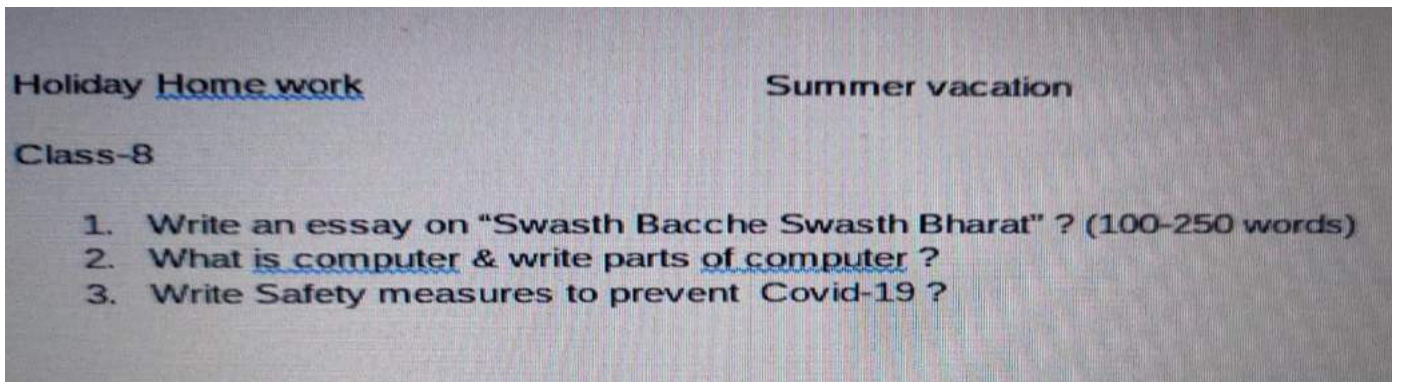 Holiday Home work Summer vacation
Class-8
1. Write an essay on “Swasth Bacche Swasth Bharat” ? (100-250 words)
2. What is computer & write parts of computer ?
3. Write Safety measures to prevent Covid-19 ?